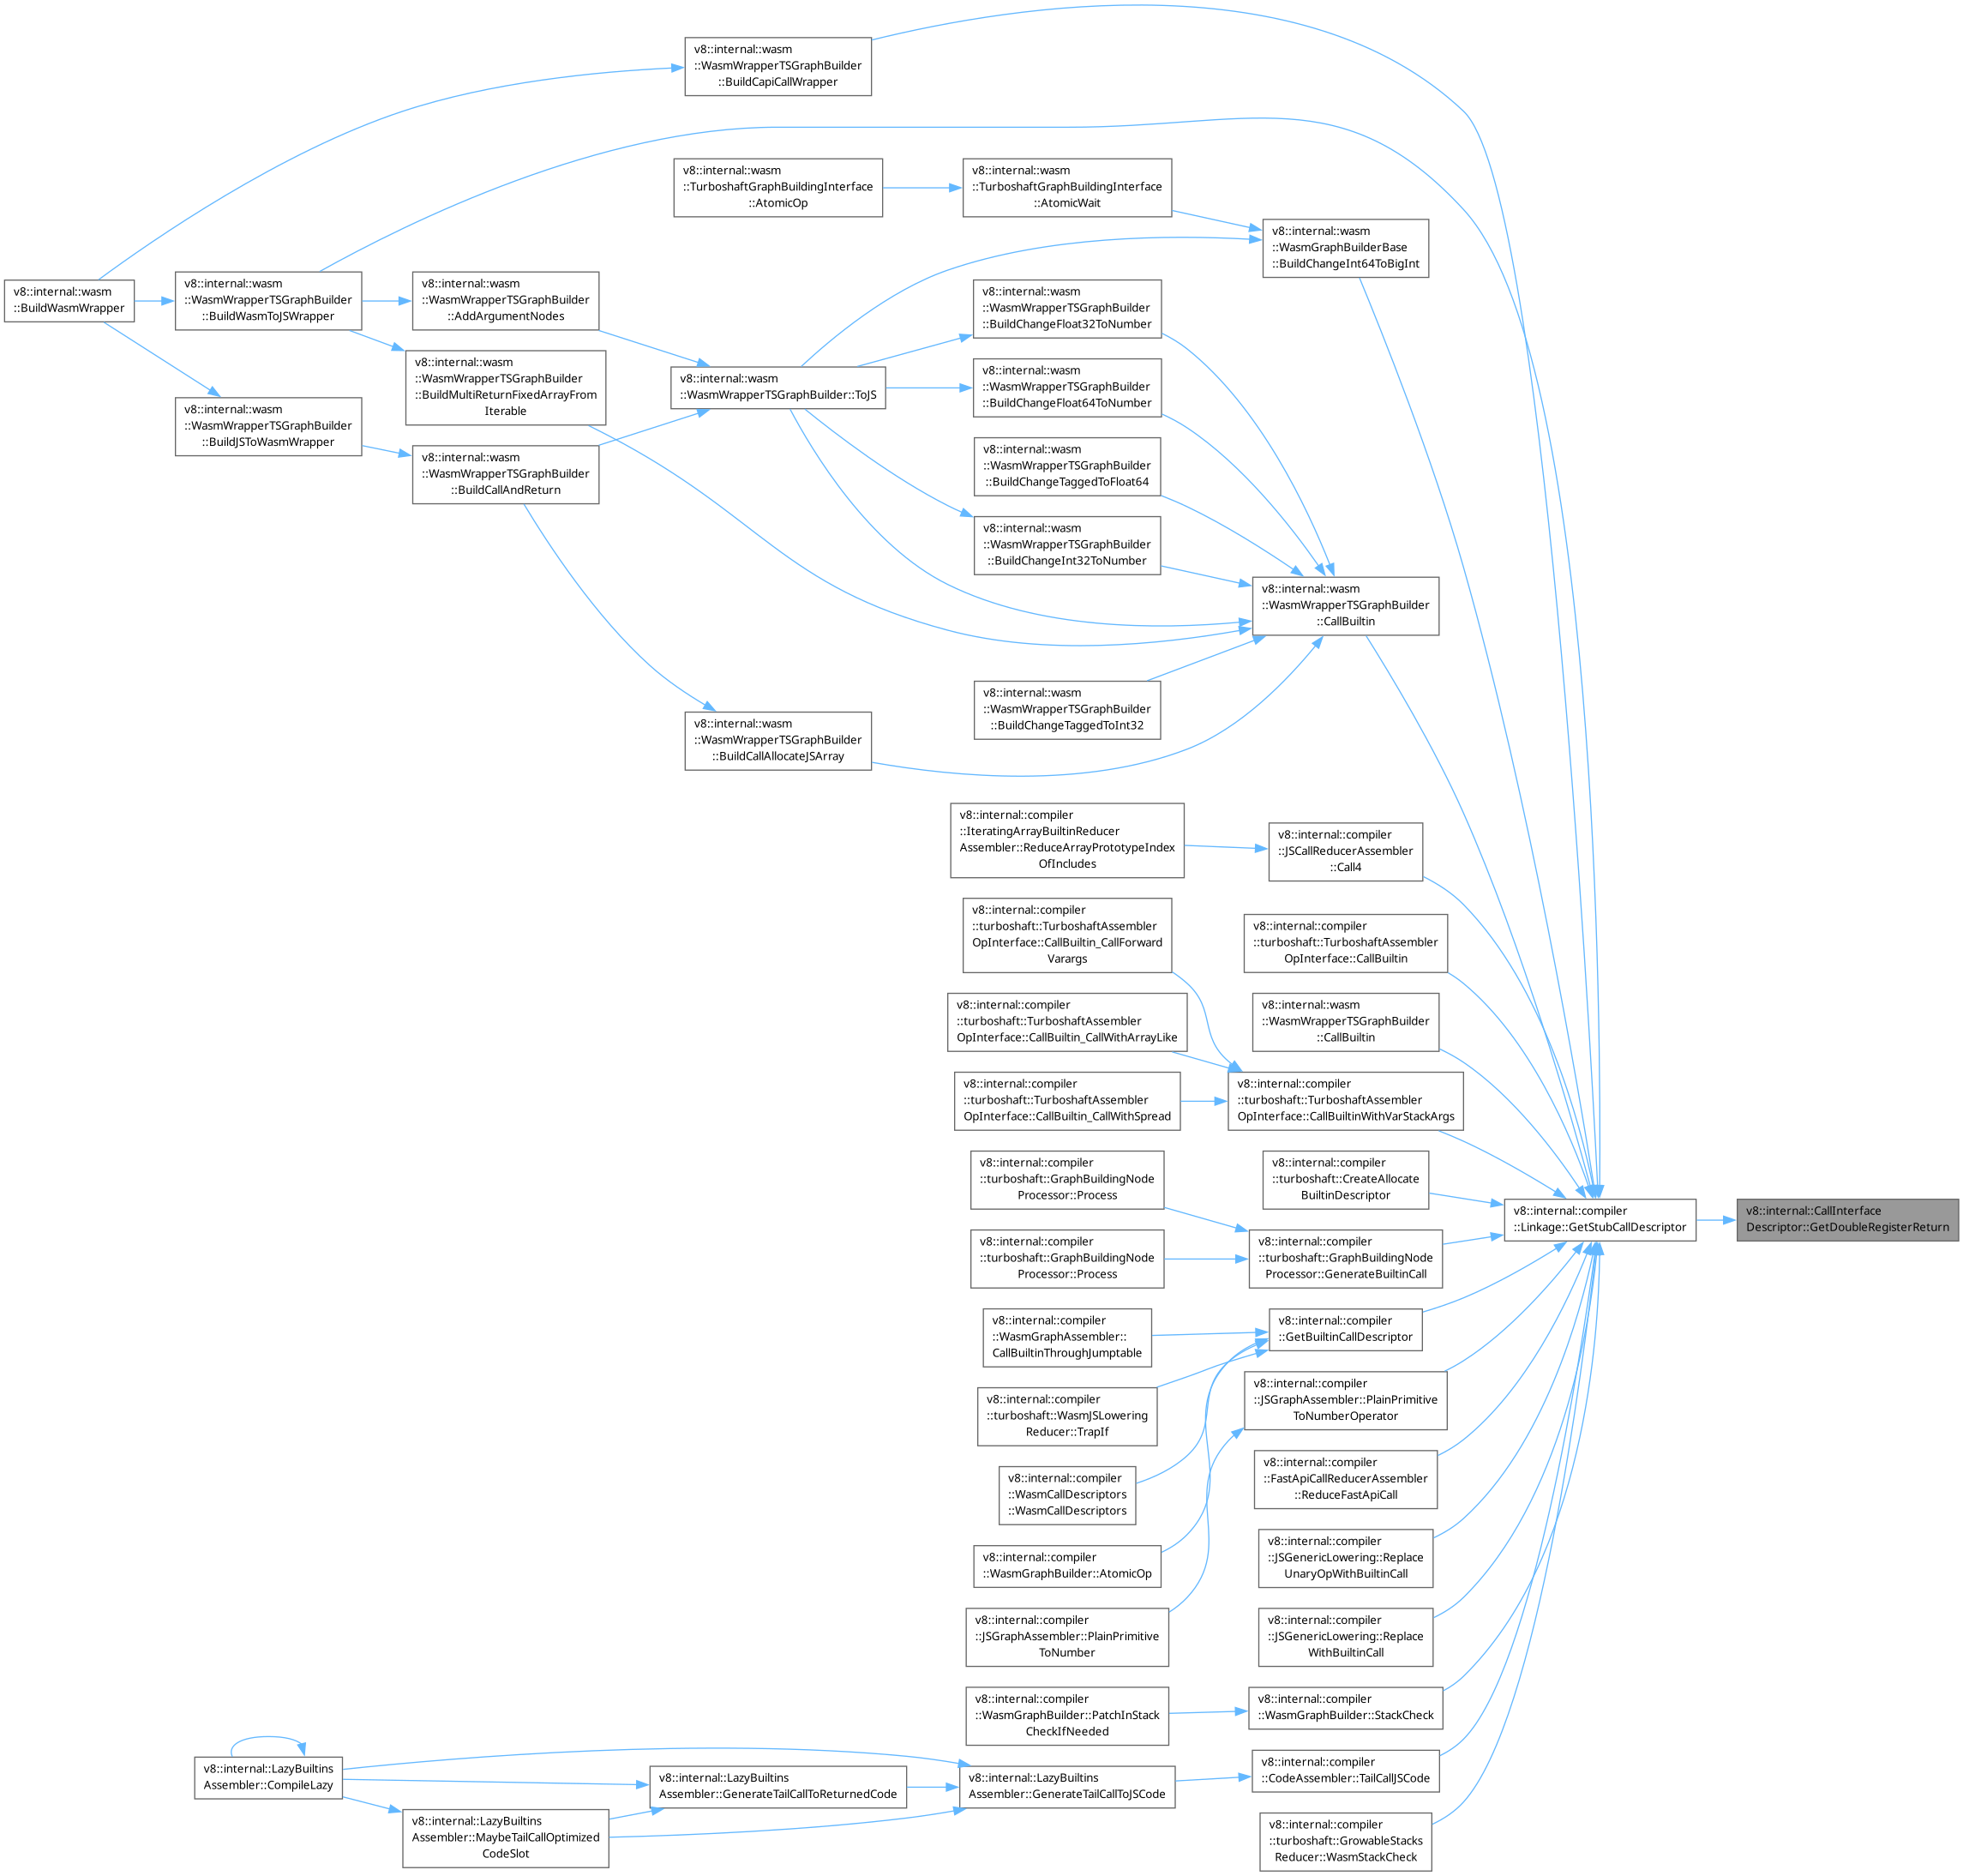 v8::internal::wasm
::WasmWrapperTSGraphBuilder
::BuildCapiCallWrapper
v8::internal::wasm
::TurboshaftGraphBuildingInterface
::AtomicOp
v8::internal::wasm
::TurboshaftGraphBuildingInterface
::AtomicWait
v8::internal::wasm
::WasmGraphBuilderBase
::BuildChangeInt64ToBigInt
v8::internal::wasm
::BuildWasmWrapper
v8::internal::wasm
::WasmWrapperTSGraphBuilder
::BuildWasmToJSWrapper
v8::internal::wasm
::WasmWrapperTSGraphBuilder
::AddArgumentNodes
v8::internal::wasm
::WasmWrapperTSGraphBuilder
::BuildChangeFloat32ToNumber
v8::internal::wasm
::WasmWrapperTSGraphBuilder
::BuildMultiReturnFixedArrayFrom
Iterable
v8::internal::wasm
::WasmWrapperTSGraphBuilder::ToJS
v8::internal::wasm
::WasmWrapperTSGraphBuilder
::BuildChangeFloat64ToNumber
v8::internal::wasm
::WasmWrapperTSGraphBuilder
::BuildJSToWasmWrapper
v8::internal::wasm
::WasmWrapperTSGraphBuilder
::BuildCallAndReturn
v8::internal::wasm
::WasmWrapperTSGraphBuilder
::BuildChangeTaggedToFloat64
v8::internal::wasm
::WasmWrapperTSGraphBuilder
::BuildChangeInt32ToNumber
v8::internal::wasm
::WasmWrapperTSGraphBuilder
::CallBuiltin
v8::internal::wasm
::WasmWrapperTSGraphBuilder
::BuildChangeTaggedToInt32
v8::internal::wasm
::WasmWrapperTSGraphBuilder
::BuildCallAllocateJSArray
v8::internal::compiler
::IteratingArrayBuiltinReducer
Assembler::ReduceArrayPrototypeIndex
OfIncludes
v8::internal::compiler
::JSCallReducerAssembler
::Call4
v8::internal::compiler
::turboshaft::TurboshaftAssembler
OpInterface::CallBuiltin_CallForward
Varargs
v8::internal::compiler
::turboshaft::TurboshaftAssembler
OpInterface::CallBuiltin
v8::internal::compiler
::turboshaft::TurboshaftAssembler
OpInterface::CallBuiltin_CallWithArrayLike
v8::internal::wasm
::WasmWrapperTSGraphBuilder
::CallBuiltin
v8::internal::compiler
::turboshaft::TurboshaftAssembler
OpInterface::CallBuiltin_CallWithSpread
v8::internal::compiler
::turboshaft::TurboshaftAssembler
OpInterface::CallBuiltinWithVarStackArgs
v8::internal::compiler
::turboshaft::GraphBuildingNode
Processor::Process
v8::internal::compiler
::turboshaft::CreateAllocate
BuiltinDescriptor
v8::internal::compiler
::Linkage::GetStubCallDescriptor
v8::internal::CallInterface
Descriptor::GetDoubleRegisterReturn
v8::internal::compiler
::turboshaft::GraphBuildingNode
Processor::Process
v8::internal::compiler
::turboshaft::GraphBuildingNode
Processor::GenerateBuiltinCall
v8::internal::compiler
::WasmGraphAssembler::
CallBuiltinThroughJumptable
v8::internal::compiler
::GetBuiltinCallDescriptor
v8::internal::compiler
::turboshaft::WasmJSLowering
Reducer::TrapIf
v8::internal::compiler
::JSGraphAssembler::PlainPrimitive
ToNumberOperator
v8::internal::compiler
::WasmCallDescriptors
::WasmCallDescriptors
v8::internal::compiler
::FastApiCallReducerAssembler
::ReduceFastApiCall
v8::internal::compiler
::WasmGraphBuilder::AtomicOp
v8::internal::compiler
::JSGenericLowering::Replace
UnaryOpWithBuiltinCall
v8::internal::compiler
::JSGraphAssembler::PlainPrimitive
ToNumber
v8::internal::compiler
::JSGenericLowering::Replace
WithBuiltinCall
v8::internal::compiler
::WasmGraphBuilder::PatchInStack
CheckIfNeeded
v8::internal::compiler
::WasmGraphBuilder::StackCheck
v8::internal::LazyBuiltins
Assembler::CompileLazy
v8::internal::LazyBuiltins
Assembler::GenerateTailCallToReturnedCode
v8::internal::LazyBuiltins
Assembler::GenerateTailCallToJSCode
v8::internal::compiler
::CodeAssembler::TailCallJSCode
v8::internal::LazyBuiltins
Assembler::MaybeTailCallOptimized
CodeSlot
v8::internal::compiler
::turboshaft::GrowableStacks
Reducer::WasmStackCheck